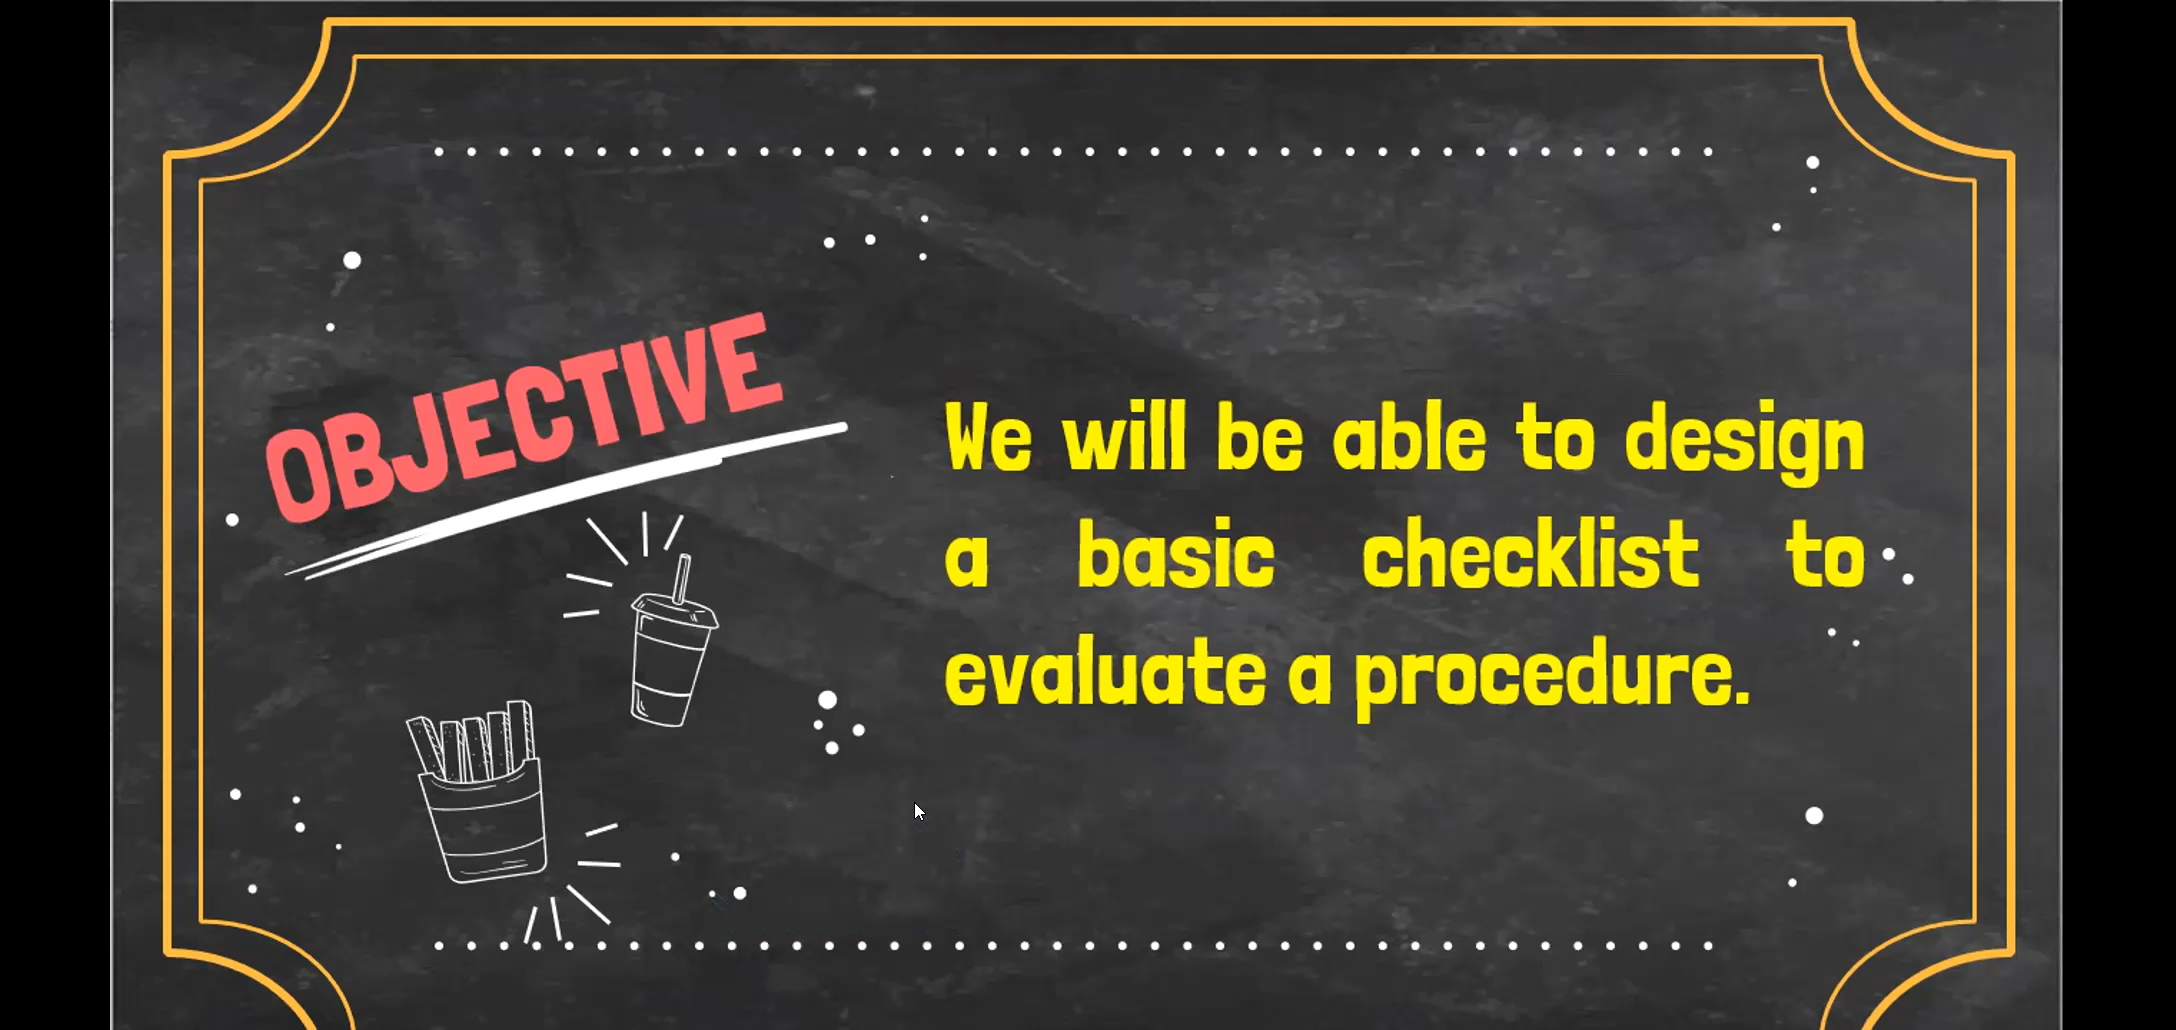 OBJECTIVE
We will be able to design
a basic checklist to
evaluate a procedure.